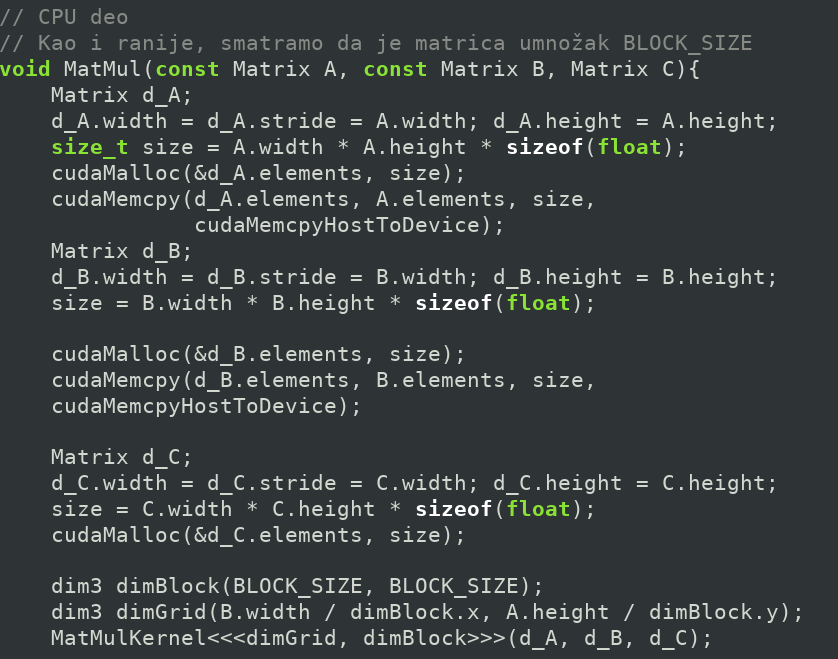 // CPU deo
// Kao i ranije, smatramo da je matrica umnožak BLOCK_SIZE
void MatMul(const Matrix A, const Matrix B, Matrix C){
    Matrix d_A;
    d_A.width = d_A.stride = A.width; d_A.height = A.height;
    size_t size = A.width * A.height * sizeof(float);
    cudaMalloc(&d_A.elements, size);
    cudaMemcpy(d_A.elements, A.elements, size,
               cudaMemcpyHostToDevice);
    Matrix d_B;
    d_B.width = d_B.stride = B.width; d_B.height = B.height;
    size = B.width * B.height * sizeof(float);

    cudaMalloc(&d_B.elements, size);
    cudaMemcpy(d_B.elements, B.elements, size,
    cudaMemcpyHostToDevice);

    Matrix d_C;
    d_C.width = d_C.stride = C.width; d_C.height = C.height;
    size = C.width * C.height * sizeof(float);
    cudaMalloc(&d_C.elements, size);

    dim3 dimBlock(BLOCK_SIZE, BLOCK_SIZE);
    dim3 dimGrid(B.width / dimBlock.x, A.height / dimBlock.y);
    MatMulKernel<<<dimGrid, dimBlock>>>(d_A, d_B, d_C);